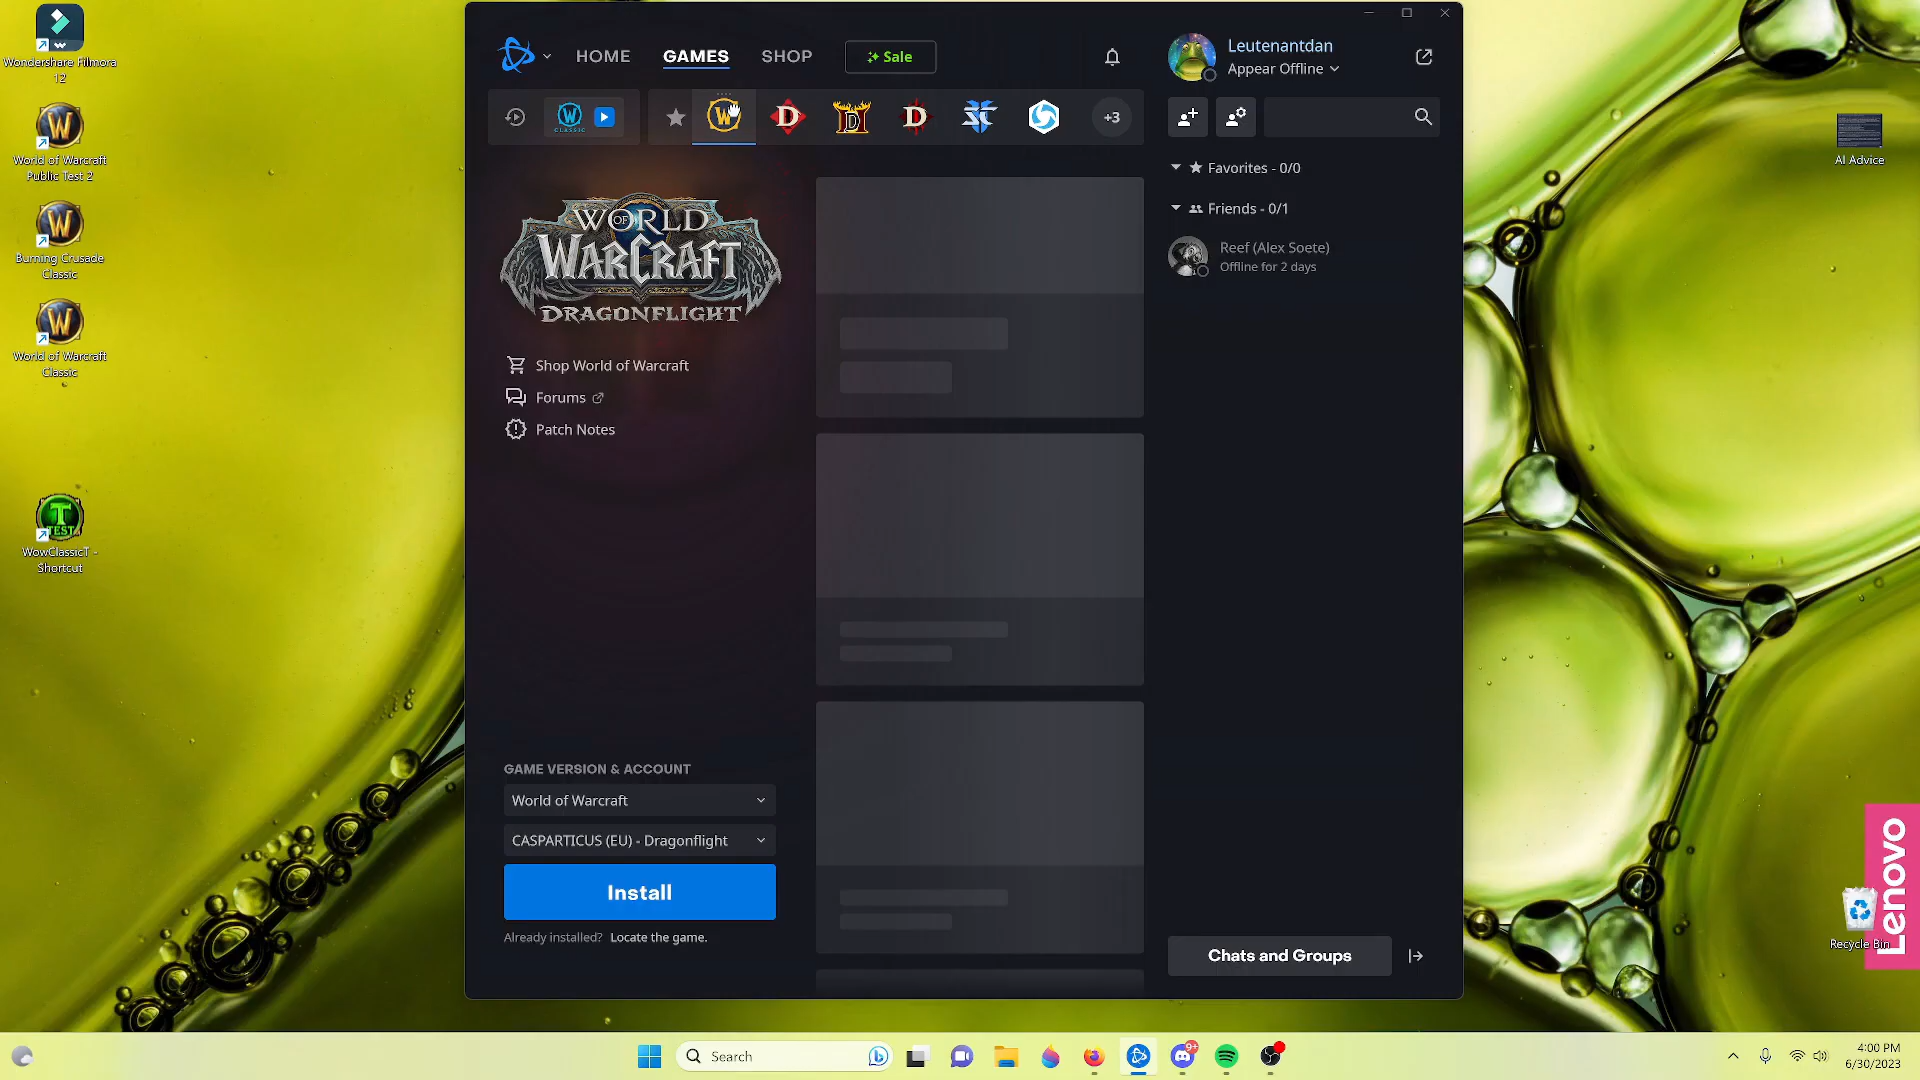 Wondershare Filmora
12
World of Warcraft
Public Test 2
Burning Crusade
Classic
World of Warcraft
Classic
TEST
WowClassicT -
Shortcut
HOME
GAMES
SHOP
Sale
Leutenantdan
Appear Offline
CLASSIC
+3
Favorites - 0/0
Friends - 0/1
Reef (Alex Soete)
Offline for 2 days
WORLD
OF
WARCRAFT
DRAGONFLIGHT
Shop World of Warcraft
Forums
Patch Notes
GAME VERSION & ACCOUNT
World of Warcraft
CASPARTICUS (EU) - Dragonflight
Install
Already installed? Locate the game.
Chats and Groups
AI Advice
Lenovo
Recycle Bin
Search
9+
4:00 PM
6/30/2023